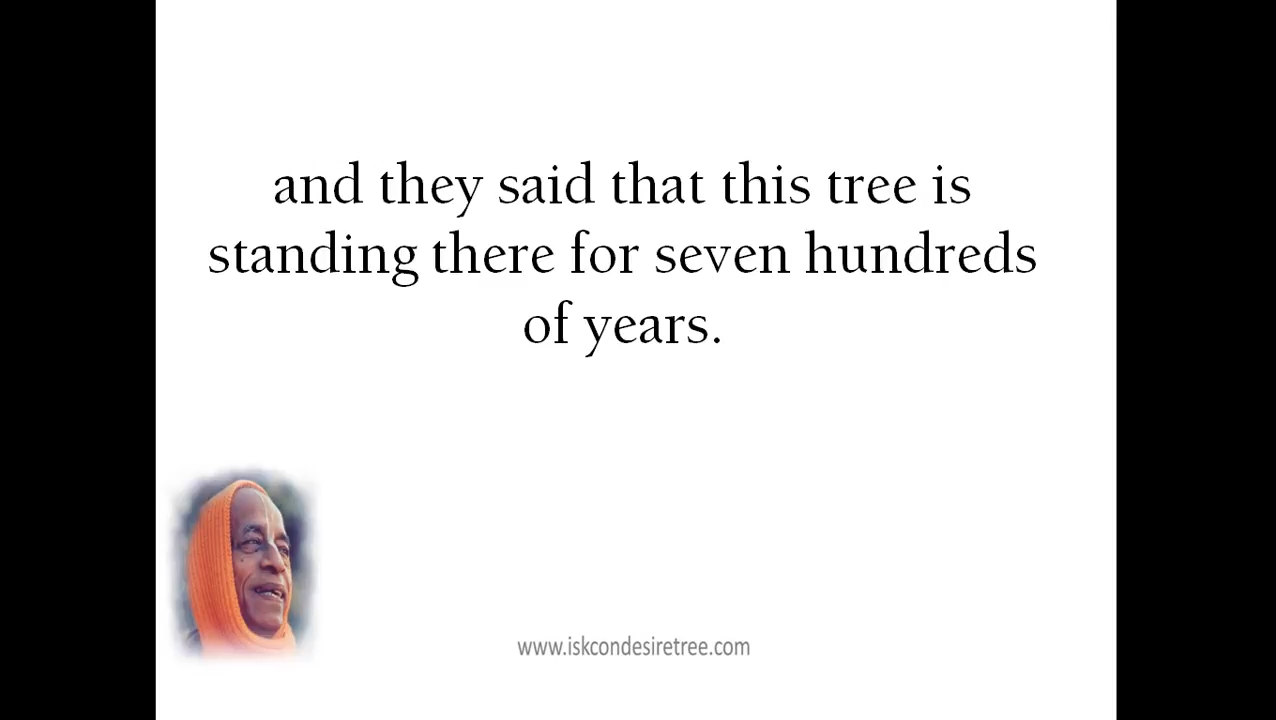 and they said that this tree is
standing there for seven hundreds
of years.
www.iskcondesiretree.com